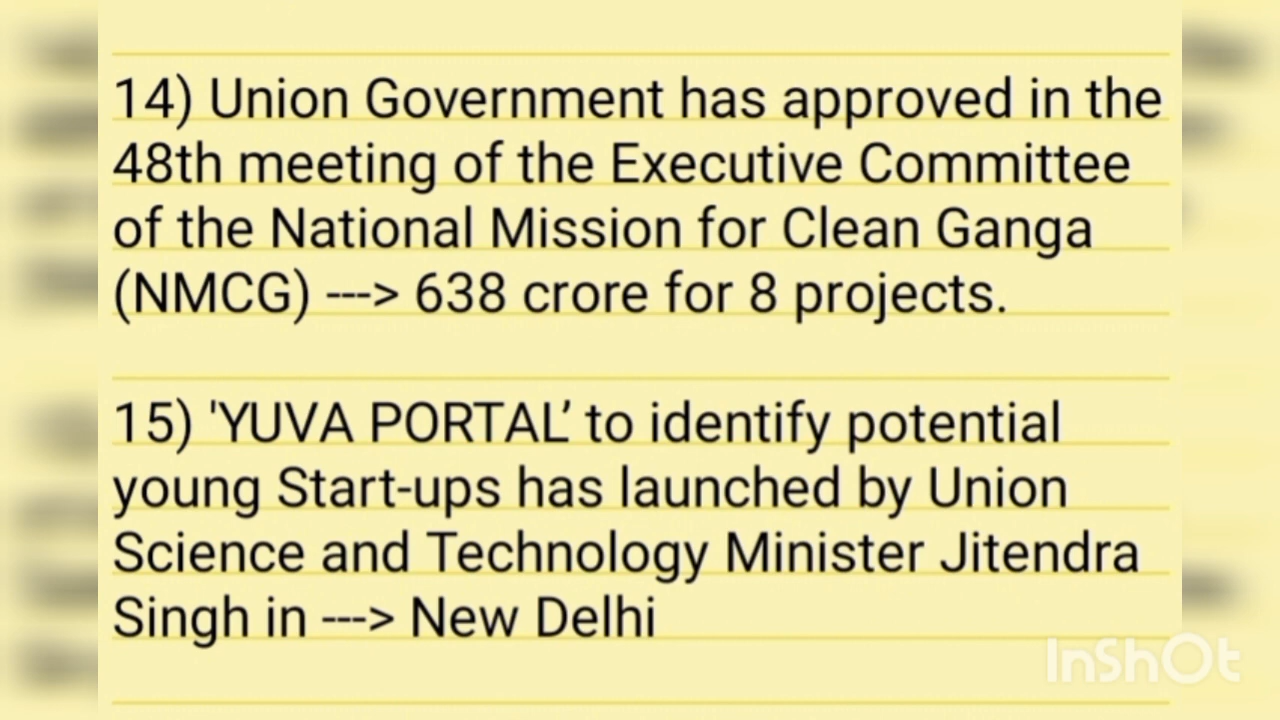 14) Union Government has approved in the
48th meeting of the Executive Committee
of the National Mission for Clean Ganga
(NMCG) ---> 638 crore for 8 projects.
15) 'YUVA PORTAL’ to identify potential
young Start-ups has launched by Union
Science and Technology Minister Jitendra
Singh in ---> New Delhi
InShOt